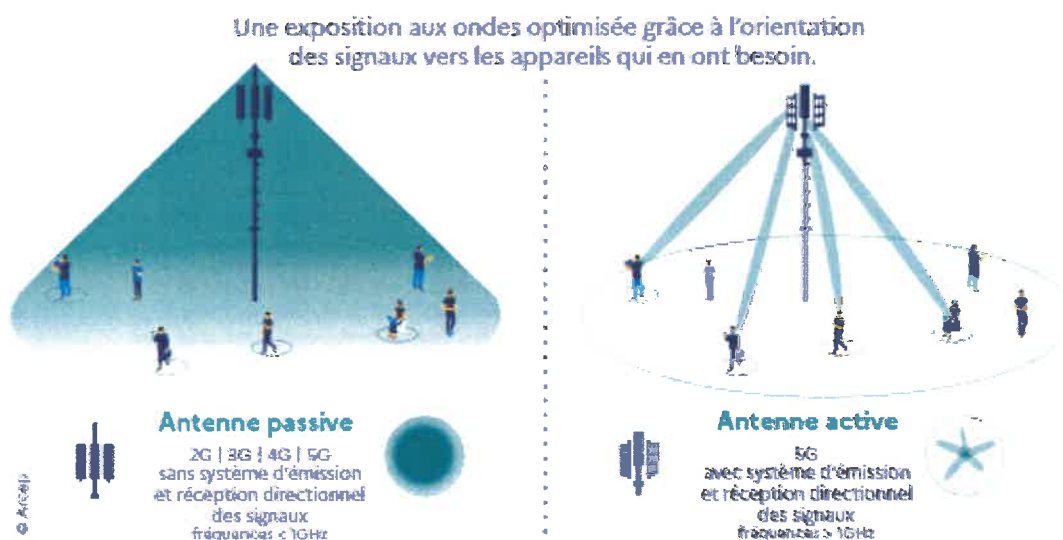 Une exposition aux ondes optimisée grâce à l'orientation
des signaux vers les appareils qui en ont besoin.
Antenne passive
2G | 3G | 4G | 5G
sans système d'émission
et réception directionnel
des signaux
fréquences < 1GHz
Antenne active
5G
avec système d'émission
et réception directionnel
des signaux
fréquences > 1GHz
© Arcep